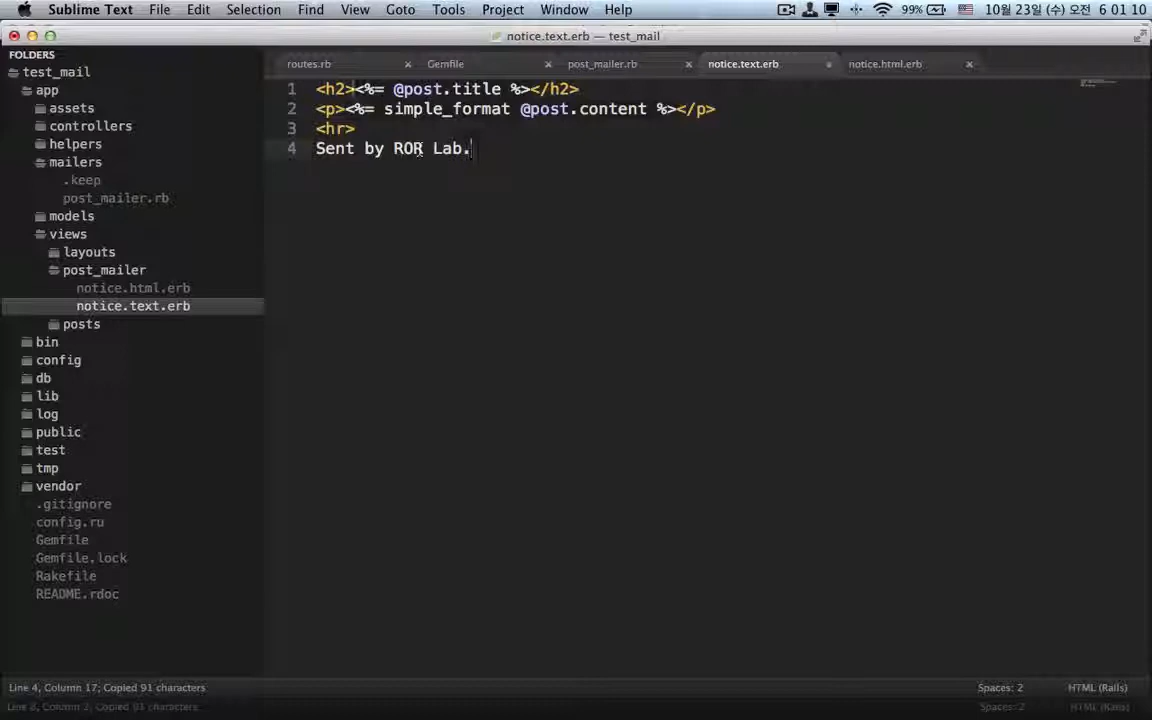 Sublime Text File Edit Selection Find View Goto Tools Project Window Help 99% 10월 23일 (수) 오전 6 01 10
notice.text.erb — test_mail
FOLDERS
test_mail
app
assets
controllers
helpers
mailers
.keep
post_mailer.rb
models
views
layouts
post_mailer
notice.html.erb
notice.text.erb
posts
bin
config
db
lib
log
public
test
tmp
vendor
.gitignore
config.ru
Gemfile
Gemfile.lock
Rakefile
README.rdoc
routes.rb Gemfile post_mailer.rb notice.text.erb notice.html.erb
1 <h2><%= @post.title %></h2>
2 <p><%= simple_format @post.content %></p>
3 <hr>
4 Sent by ROR Lab.
Line 4, Column 17; Copied 91 characters Spaces: 2 HTML (Rails)